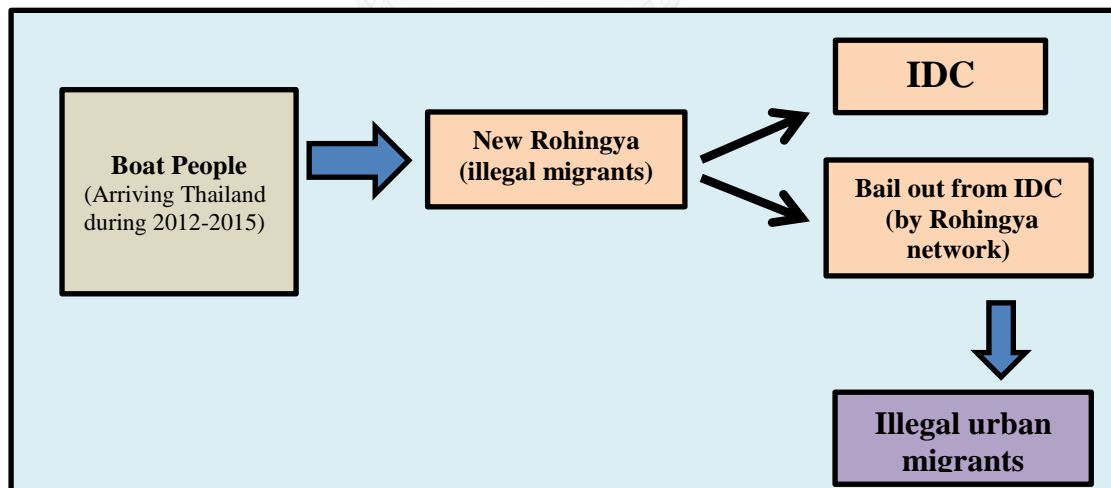 Boat People
(Arriving Thailand
during 2012-2015)
New Rohingya
(illegal migrants)
IDC
Bail out from IDC
(by Rohingya
network)
Illegal urban
migrants